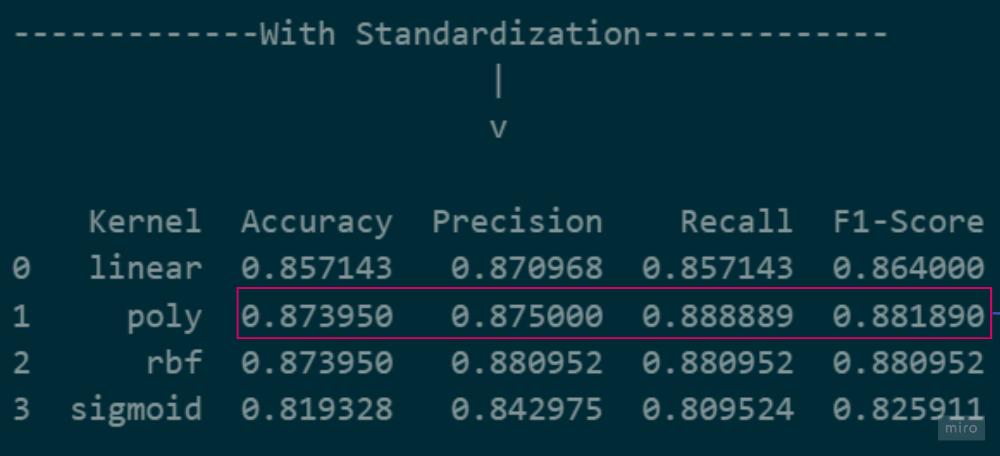 -------------With Standardization-------------
|
v
Kernel Accuracy Precision Recall F1-Score
0 linear 0.857143 0.870968 0.857143 0.864000
1 poly 0.873950 0.875000 0.888889 0.881890
2 rbf 0.873950 0.880952 0.880952 0.880952
3 sigmoid 0.819328 0.842975 0.809524 0.825911
miro